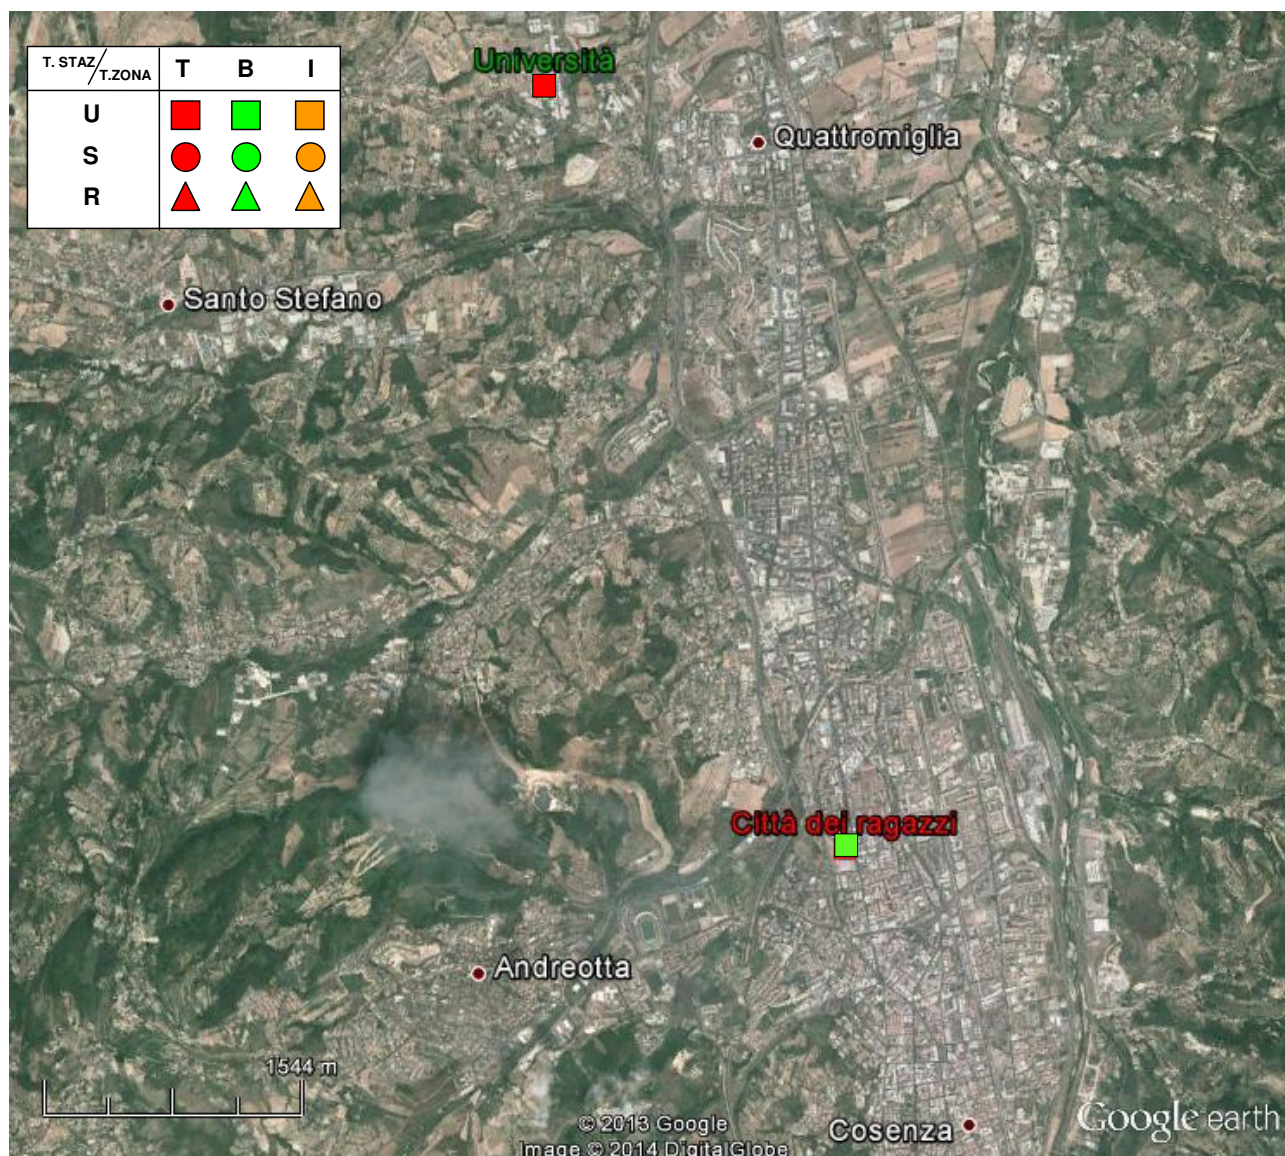 T. STAZ/T.ZONA T B I
U
S
R
Università
Quattromiglia
Santo Stefano
Città dei ragazzi
Andreotta
1544 m
© 2013 Google
Image © 2014 DigitalGlobe
Cosenza
Google earth